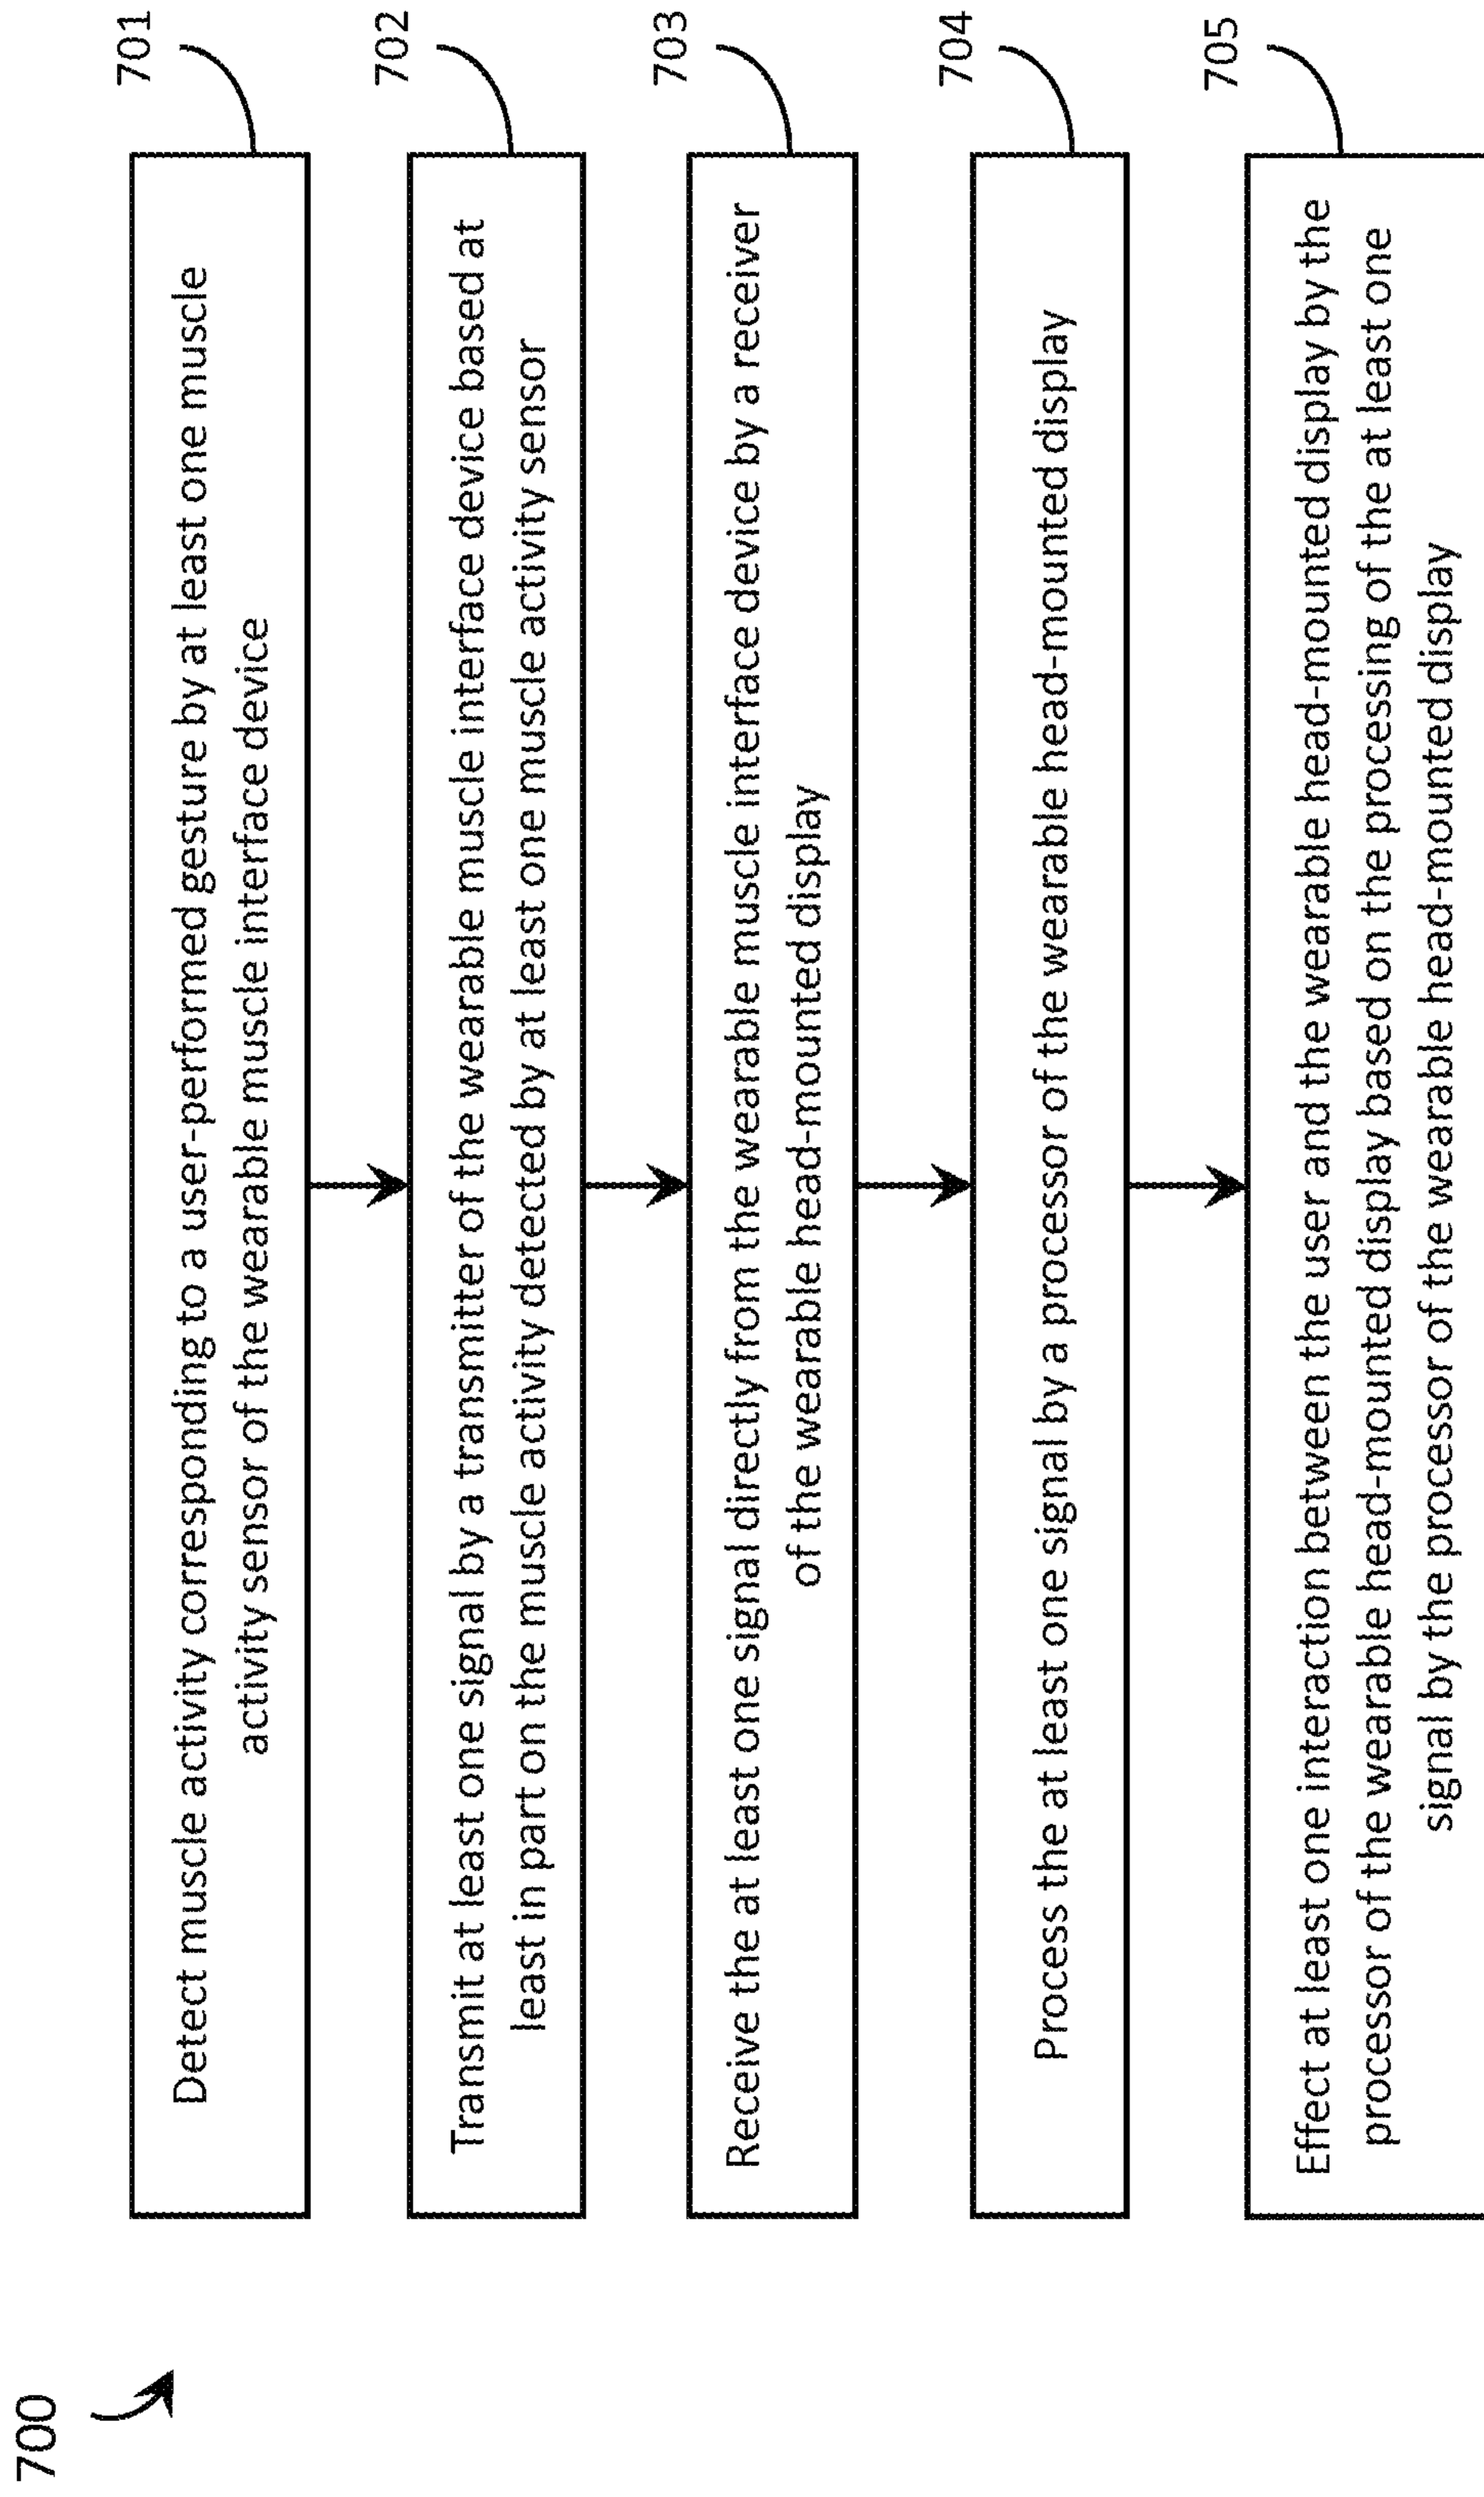 700
701
Detect muscle activity corresponding to a user-performed gesture by at least one muscle
activity sensor of the wearable muscle interface device
702
Transmit at least one signal by a transmitter of the wearable muscle interface device based at
least in part on the muscle activity detected by at least one muscle activity sensor
703
Receive the at least one signal directly from the wearable muscle interface device by a receiver
of the wearable head-mounted display
704
Process the at least one signal by a processor of the wearable head-mounted display
705
Effect at least one interaction between the user and the wearable head-mounted display by the
processor of the wearable head-mounted display based on the processing of the at least one
signal by the processor of the wearable head-mounted display